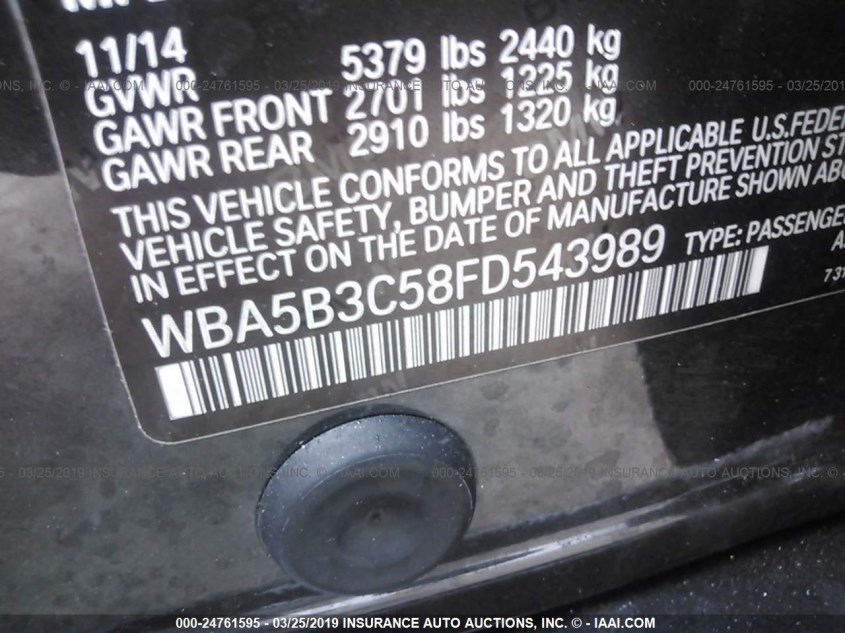 11/14
GVWR 5379 lbs 2440 kg
GAWR FRONT 2701 lbs 1225 kg
GAWR REAR 2910 lbs 1320 kg
THIS VEHICLE CONFORMS TO ALL APPLICABLE U.S.FEDER
VEHICLE SAFETY, BUMPER AND THEFT PREVENTION ST
IN EFFECT ON THE DATE OF MANUFACTURE SHOWN ABO
WBA5B3C58FD543989 TYPE: PASSENGE
000-24761595 - 03/25/2019 INSURANCE AUTO AUCTIONS, INC. - © IAAI.COM